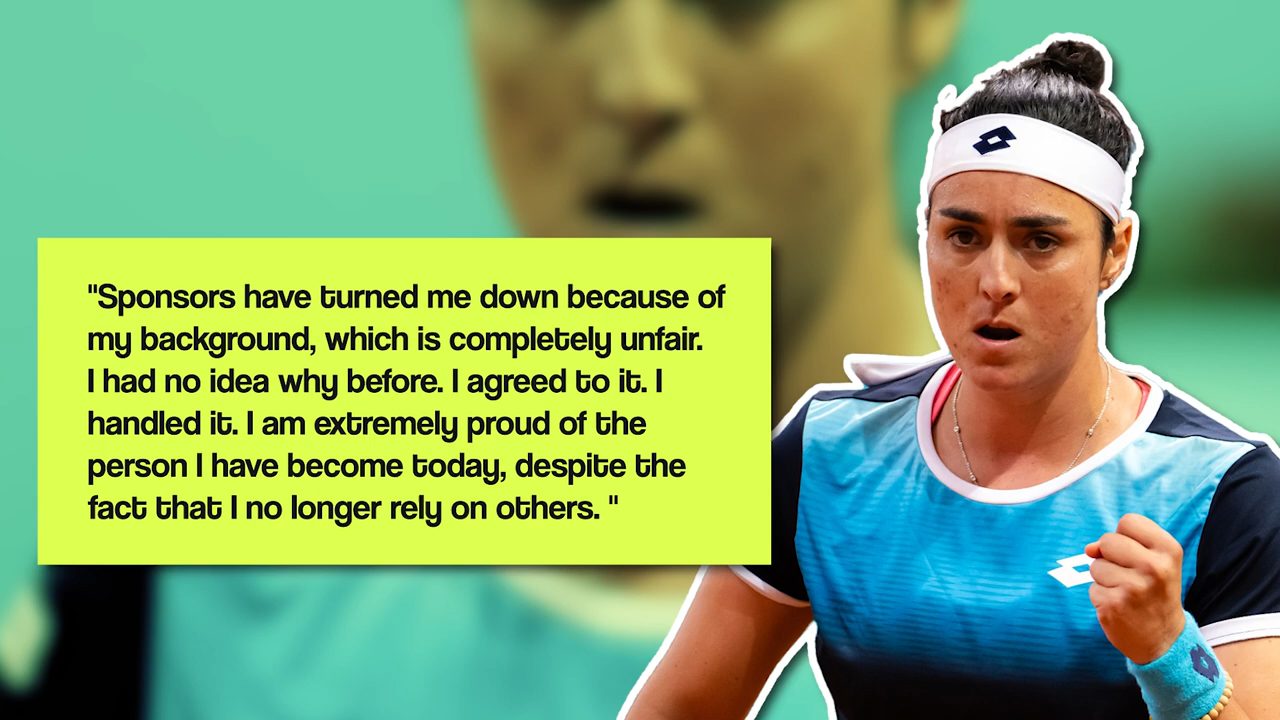 "Sponsors have turned me down because of
my background, which is completely unfair.
I had no idea why before. I agreed to it. I
handled it. I am extremely proud of the
person I have become today, despite the
fact that I no longer rely on others. "